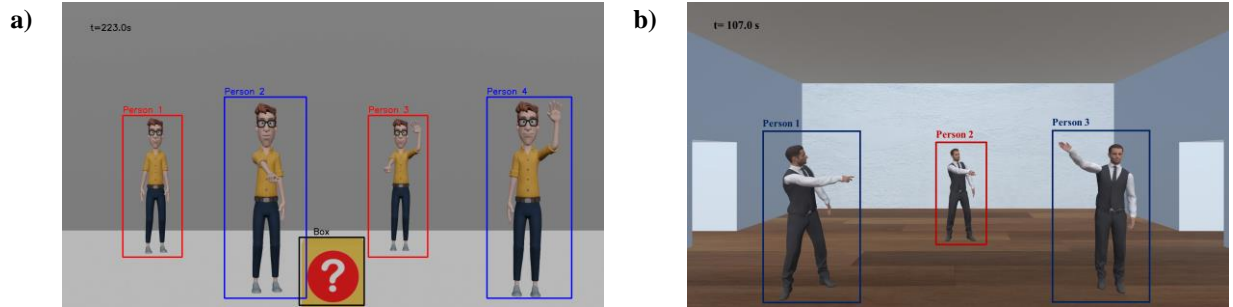 a)
t=223.0s
Person 1
Person 2
Person 3
Person 4
Box
?
b)
t= 107.0 s
Person 1
Person 2
Person 3